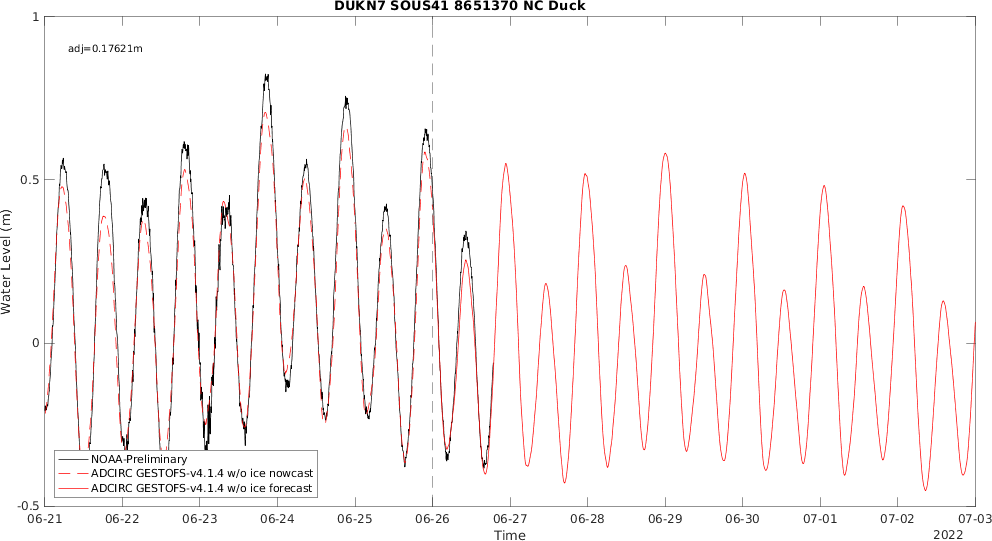 DUKN7 SOUS41 8651370 NC Duck
adj=0.17621m
1
0.5
0
-0.5
Water Level (m)
NOAA-Preliminary
ADCIRC GESTOFS-v4.1.4 w/o ice nowcast
ADCIRC GESTOFS-v4.1.4 w/o ice forecast
06-21 06-22 06-23 06-24 06-25 06-26 06-27 06-28 06-29 06-30 07-01 07-02 07-03
Time
2022